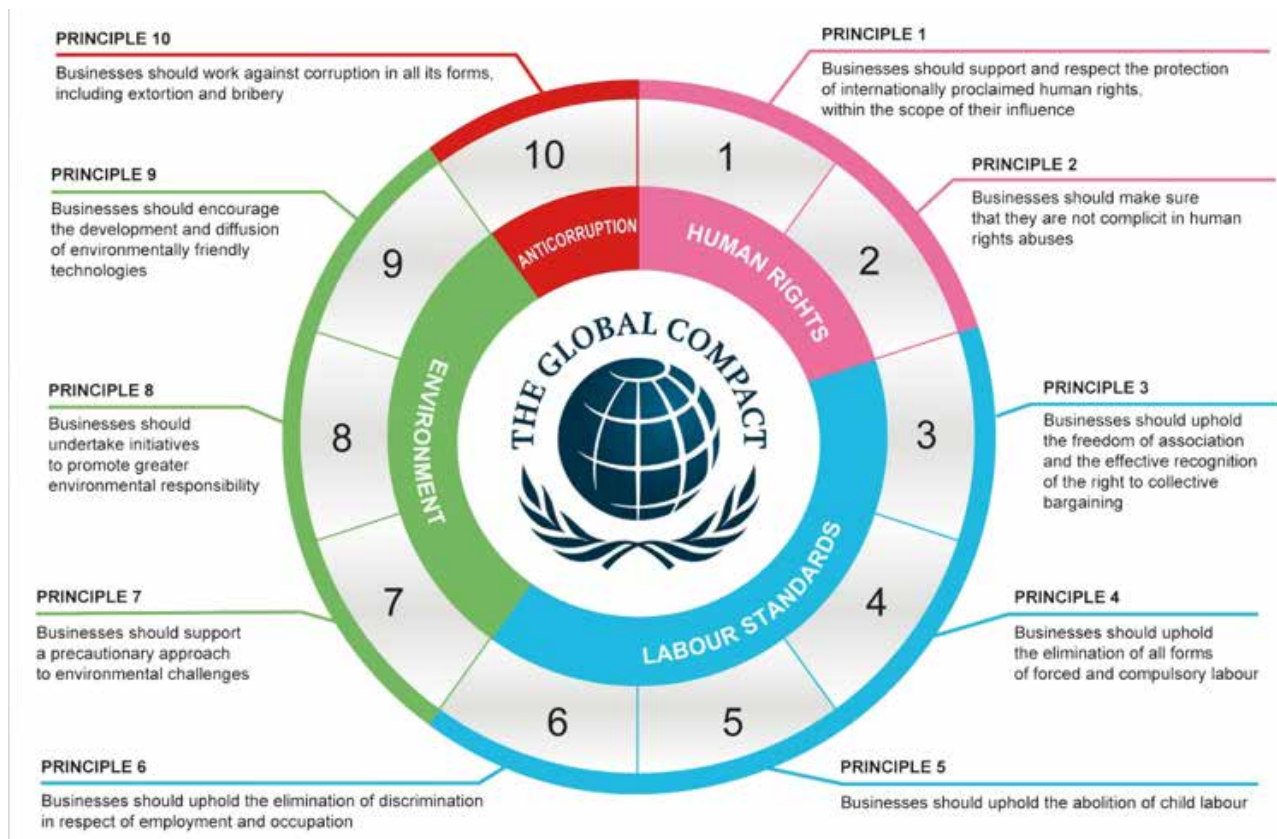 PRINCIPLE 10
Businesses should work against corruption in all its forms,
including extortion and bribery
PRINCIPLE 1
Businesses should support and respect the protection
of internationally proclaimed human rights,
within the scope of their influence
PRINCIPLE 2
Businesses should make sure
that they are not complicit in human
rights abuses
PRINCIPLE 3
Businesses should uphold
the freedom of association
and the effective recognition
of the right to collective
bargaining
PRINCIPLE 4
Businesses should uphold
the elimination of all forms
of forced and compulsory labour
PRINCIPLE 5
Businesses should uphold the abolition of child labour
PRINCIPLE 6
Businesses should uphold the elimination of discrimination
in respect of employment and occupation
PRINCIPLE 7
Businesses should support
a precautionary approach
to environmental challenges
PRINCIPLE 8
Businesses should
undertake initiatives
to promote greater
environmental responsibility
PRINCIPLE 9
Businesses should encourage
the development and diffusion
of environmentally friendly
technologies
1
2
3
4
5
6
7
8
9
10
HUMAN RIGHTS
LABOUR STANDARDS
ENVIRONMENT
ANTICORRUPTION
THE GLOBAL COMPACT